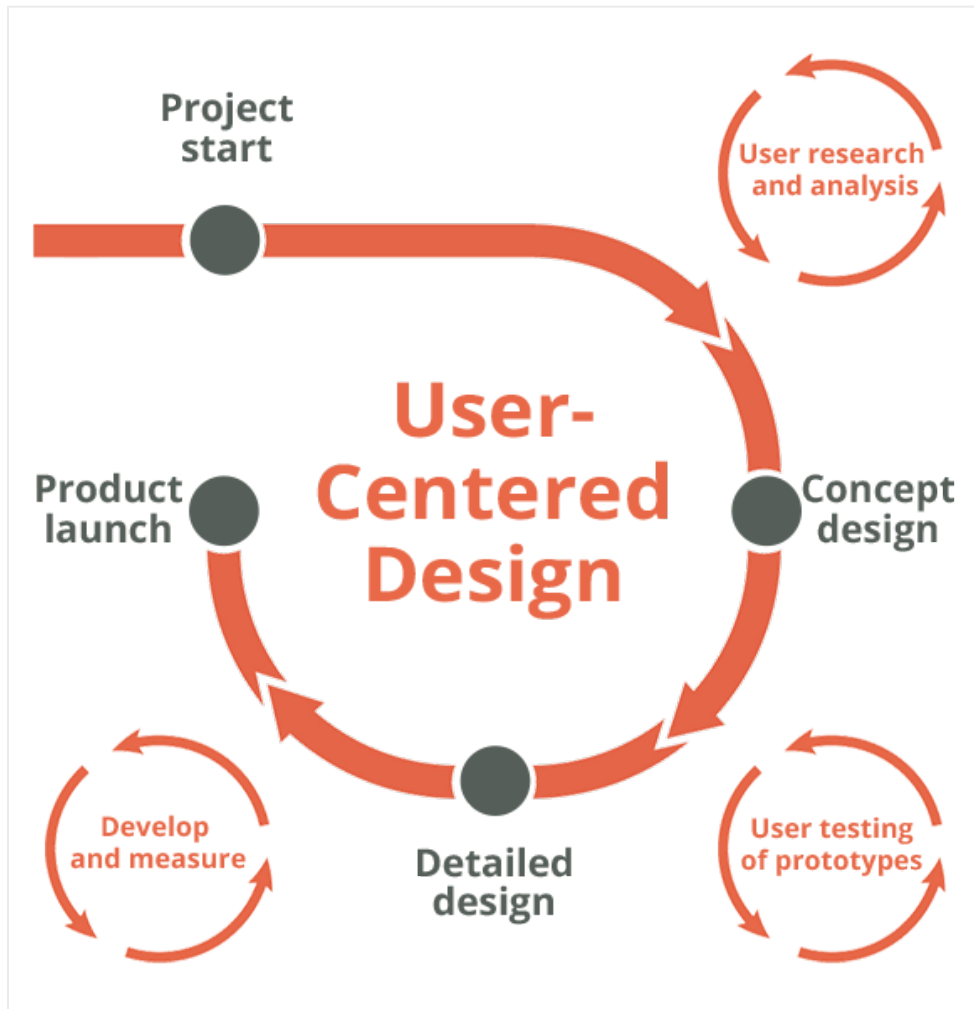 Project
start
User research
and analysis
User-
Centered
Design
Product
launch
Concept
design
Develop
and measure
Detailed
design
User testing
of prototypes